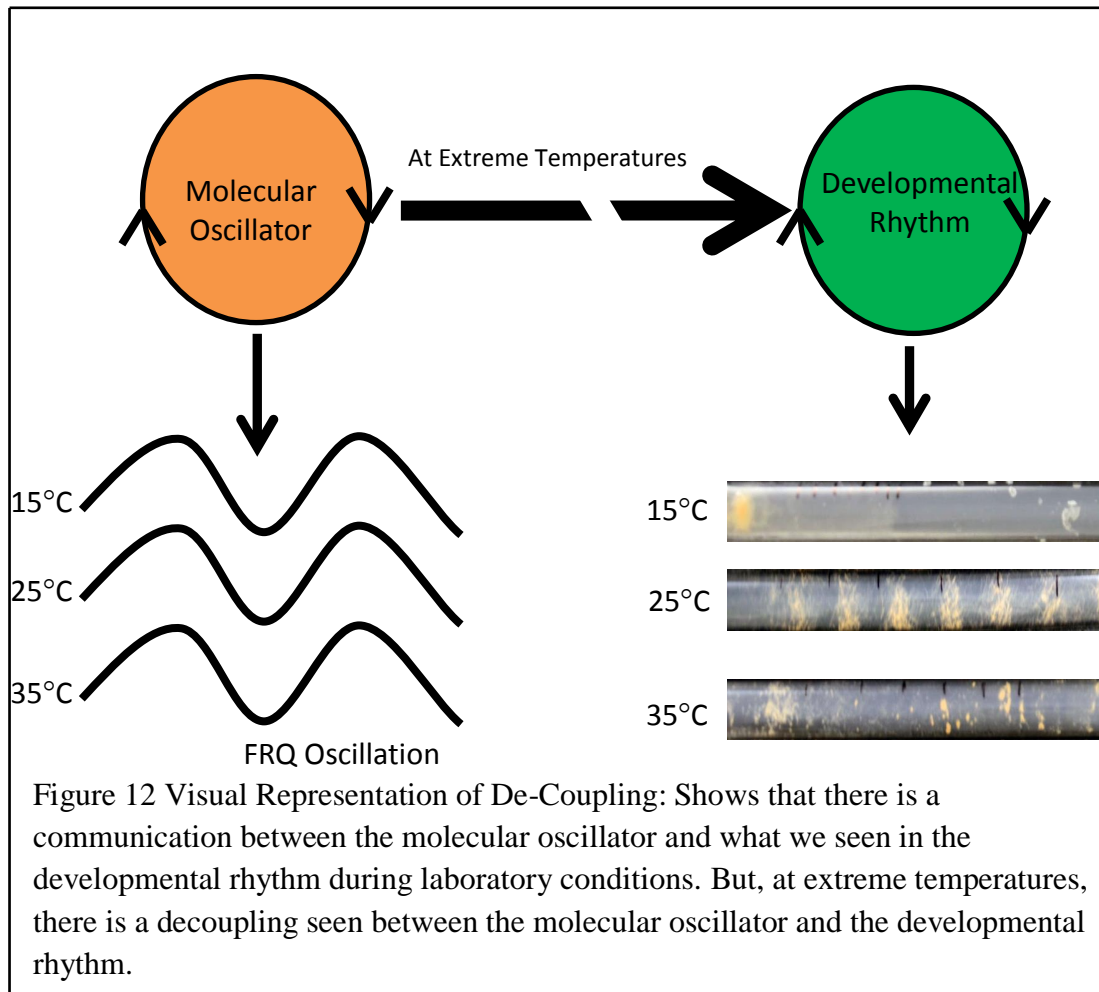 At Extreme Temperatures
Molecular
Oscillator
Developmental
Rhythm
15°C
25°C
35°C
FRQ Oscillation
15°C
25°C
35°C
Figure 12 Visual Representation of De-Coupling: Shows that there is a
communication between the molecular oscillator and what we seen in the
developmental rhythm during laboratory conditions. But, at extreme temperatures,
there is a decoupling seen between the molecular oscillator and the developmental
rhythm.